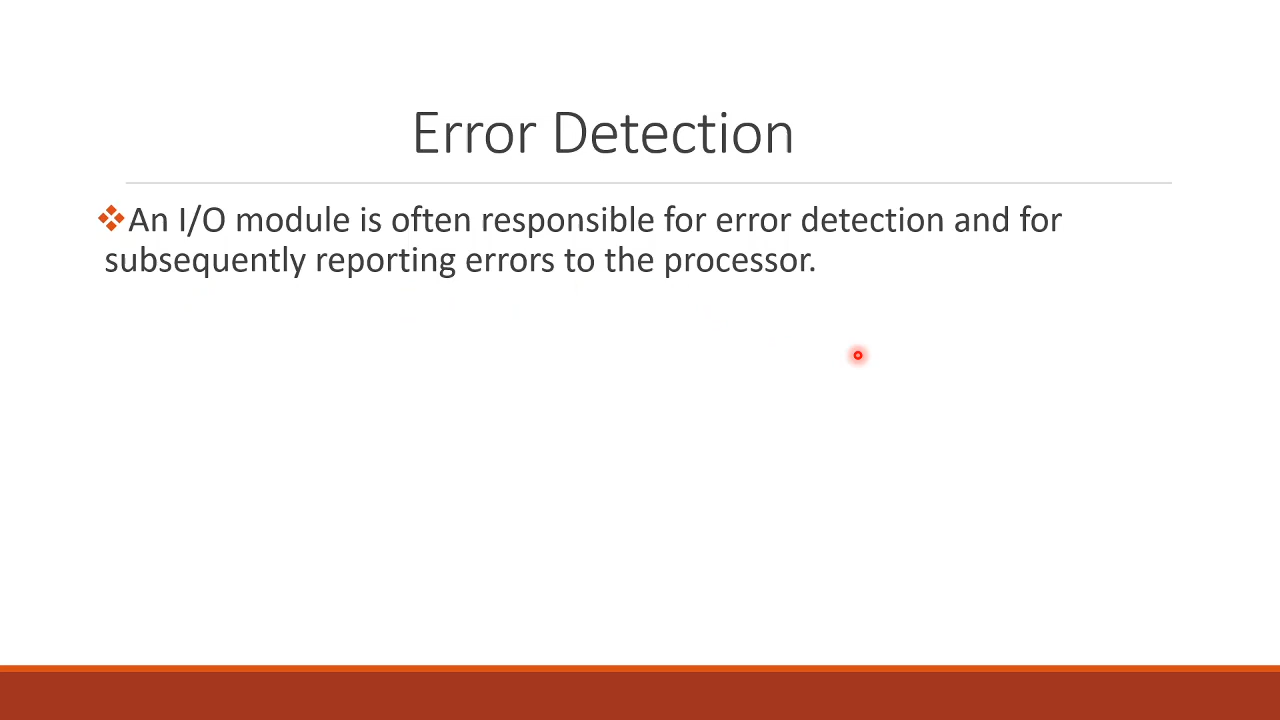 Error Detection
❖An I/O module is often responsible for error detection and for
subsequently reporting errors to the processor.